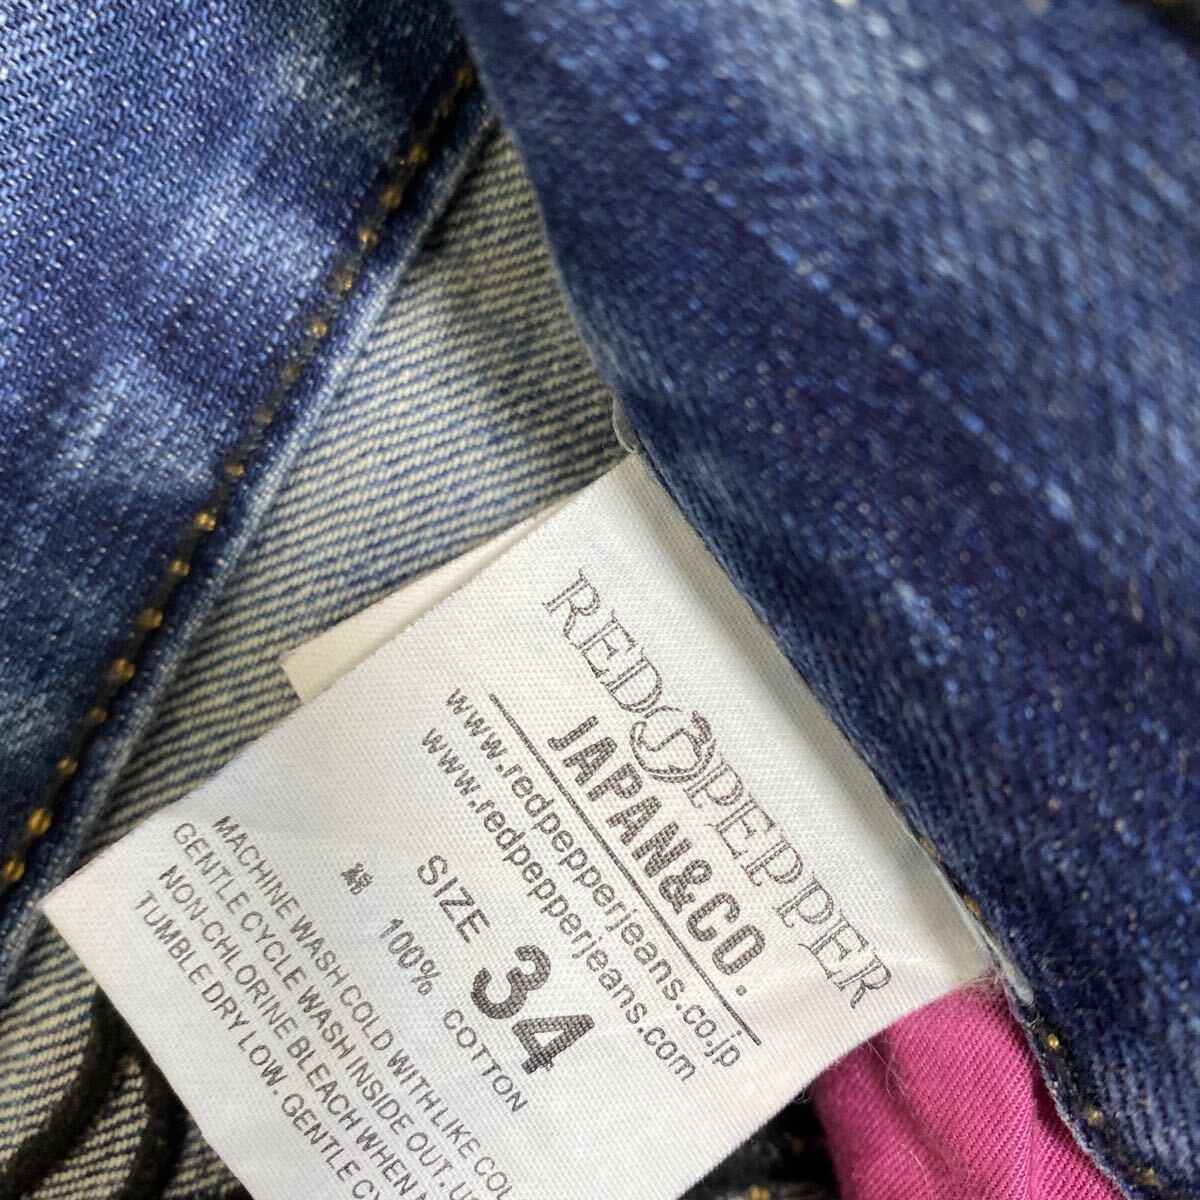 RED PEPPER
JAPAN&CO.
www.redpepperjeans.co.jp
www.redpepperjeans.com
SIZE 34
綿 100% COTTON
MACHINE WASH COLD WITH LIKE
GENTLE CYCLE WASH INSIDE OUT.
NON-CHLORINE BLEACH WHEN
TUMBLE DRY LOW. GENTLE